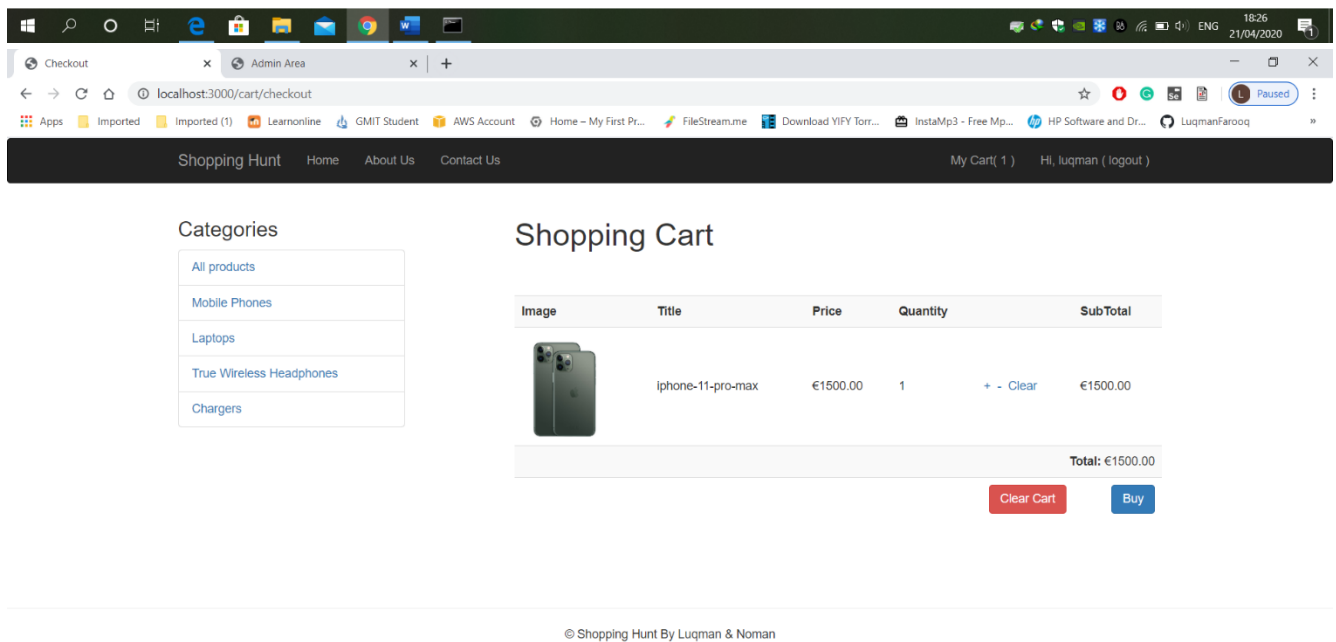 18:26
ENG
21/04/2020
Checkout
Admin Area
localhost:3000/cart/checkout
L Paused
Apps Imported Imported (1) Learnonline GMIT Student AWS Account Home – My First Pr... FileStream.me Download YIFY Torr... InstaMp3 - Free Mp... HP Software and Dr... LuqmanFarooq »
Shopping Hunt Home About Us Contact Us My Cart( 1 ) Hi, luqman ( logout )
Categories
All products
Mobile Phones
Laptops
True Wireless Headphones
Chargers
Shopping Cart
Image Title Price Quantity SubTotal
iphone-11-pro-max €1500.00 1 + - Clear €1500.00
Total: €1500.00
Clear Cart Buy
© Shopping Hunt By Luqman & Noman